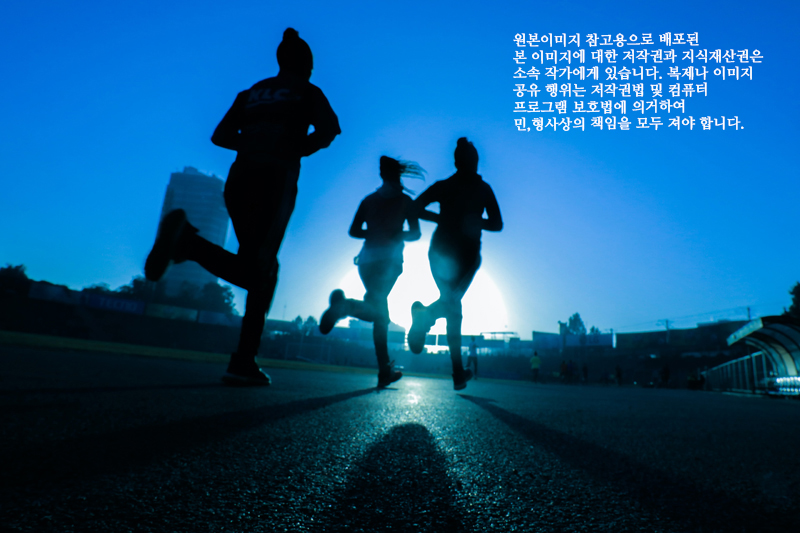 원본이미지 참고용으로 배포된
본 이미지에 대한 저작권과 지식재산권은
소속 작가에게 있습니다. 복제나 이미지
공유 행위는 저작권법 및 컴퓨터
프로그램 보호법에 의거하여
민,형사상의 책임을 모두 져야 합니다.